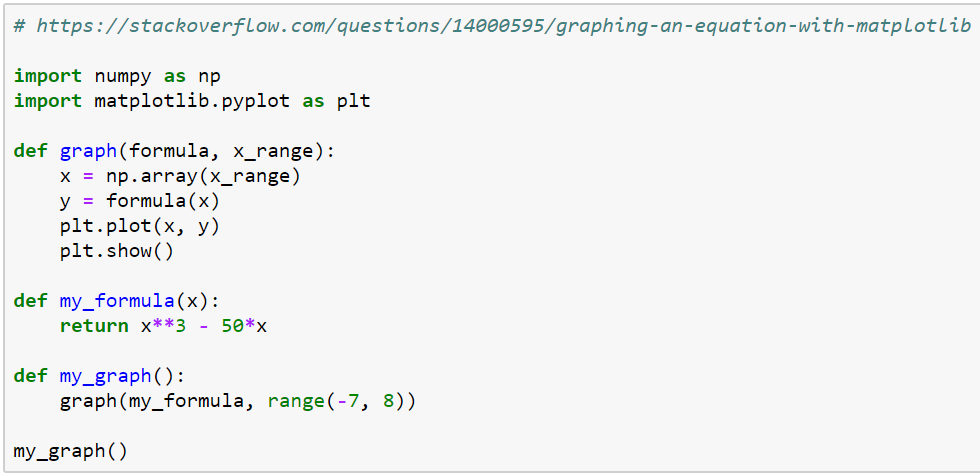 # https://stackoverflow.com/questions/14000595/graphing-an-equation-with-matplotlib
import numpy as np
import matplotlib.pyplot as plt
def graph(formula, x_range):
    x = np.array(x_range)
    y = formula(x)
    plt.plot(x, y)
    plt.show()
def my_formula(x):
    return x**3 - 50*x
def my_graph():
    graph(my_formula, range(-7, 8))
my_graph()